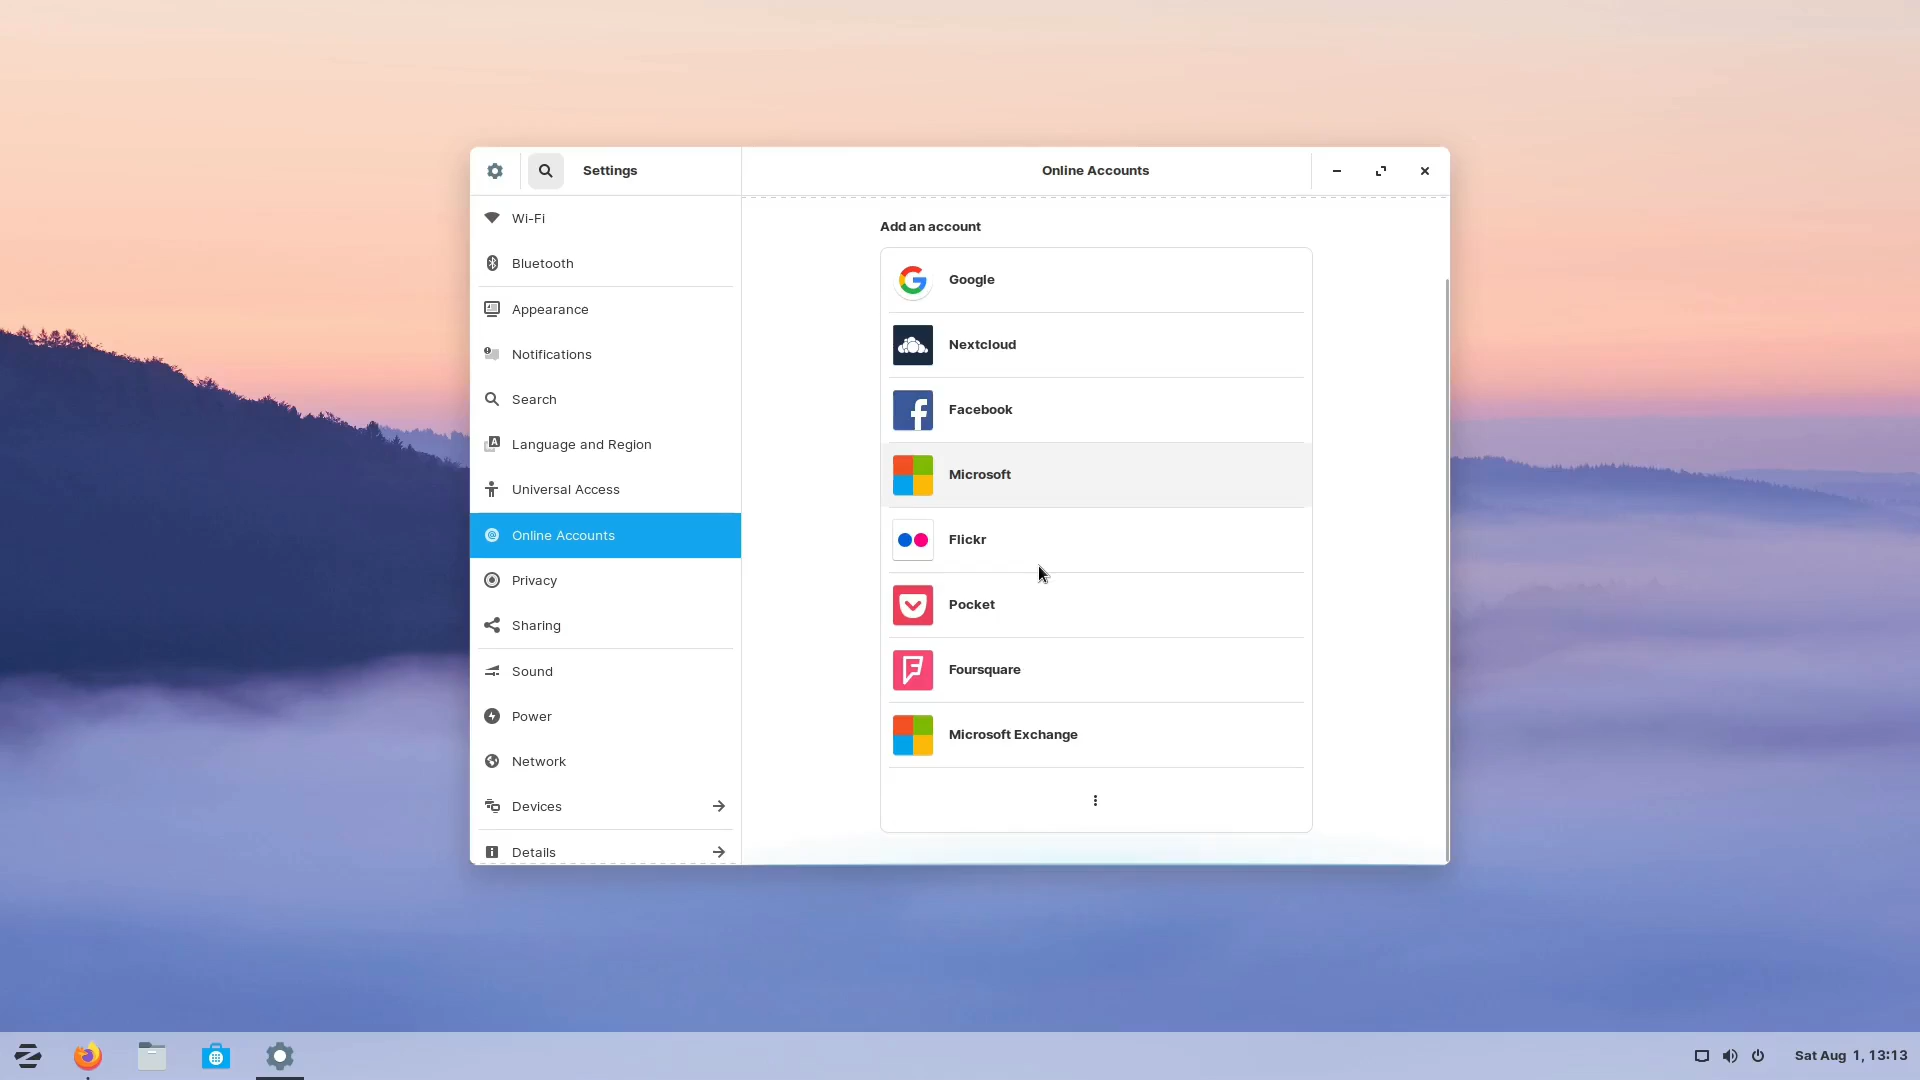 Settings
Online Accounts
Wi-Fi
Bluetooth
Appearance
Notifications
Search
Language and Region
Universal Access
Online Accounts
Privacy
Sharing
Sound
Power
Network
Devices
Details
Add an account
Google
Nextcloud
Facebook
Microsoft
Flickr
Pocket
Foursquare
Microsoft Exchange
Sat Aug 1, 13:13